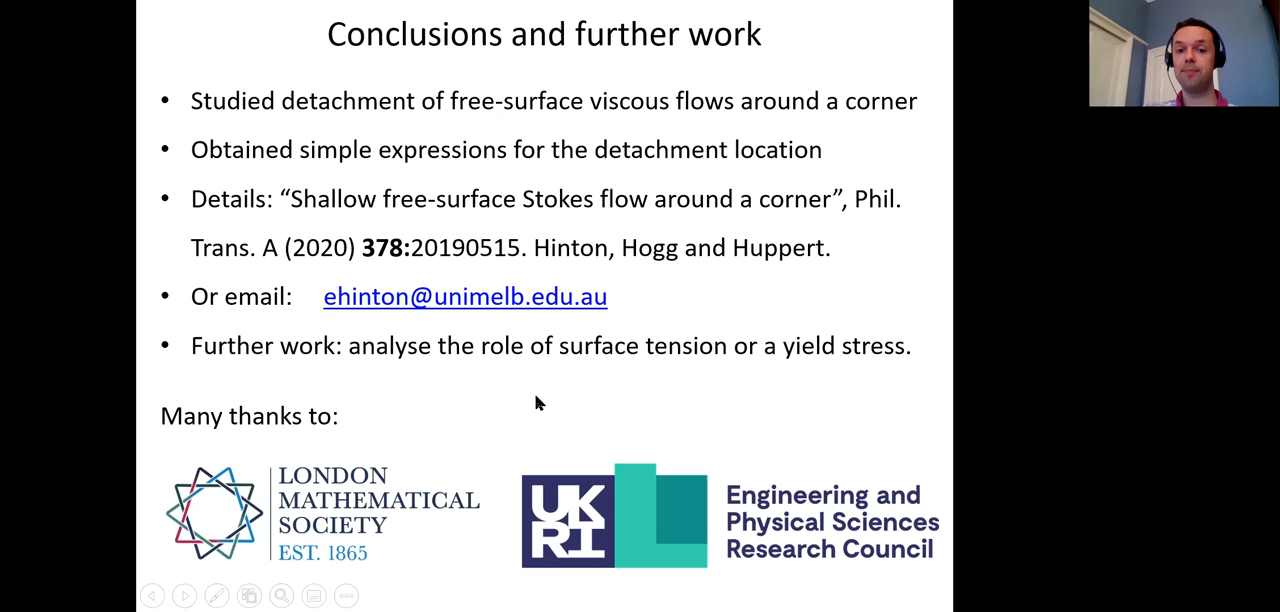 Conclusions and further work
• Studied detachment of free-surface viscous flows around a corner
• Obtained simple expressions for the detachment location
• Details: “Shallow free-surface Stokes flow around a corner”, Phil.
Trans. A (2020) 378:20190515. Hinton, Hogg and Huppert.
• Or email: ehinton@unimelb.edu.au
• Further work: analyse the role of surface tension or a yield stress.
Many thanks to:
LONDON
MATHEMATICAL
SOCIETY
EST. 1865
UK
RI
Engineering and
Physical Sciences
Research Council